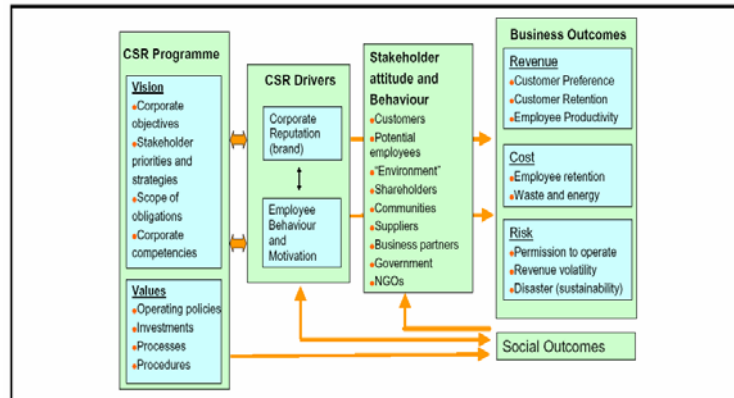 CSR Programme
Vision
•Corporate
objectives
•Stakeholder
priorities and
strategies
•Scope of
obligations
•Corporate
competencies
Values
•Operating policies
•Investments
•Processes
•Procedures
CSR Drivers
Corporate
Reputation
(brand)
Employee
Behaviour
and
Motivation
Stakeholder
attitude and
Behaviour
•Customers
•Potential
employees
•"Environment"
•Shareholders
•Communities
•Suppliers
•Business partners
•Government
•NGOs
Business Outcomes
Revenue
•Customer Preference
•Customer Retention
•Employee Productivity
Cost
•Employee retention
•Waste and energy
Risk
•Permission to operate
•Revenue volatility
•Disaster (sustainability)
Social Outcomes